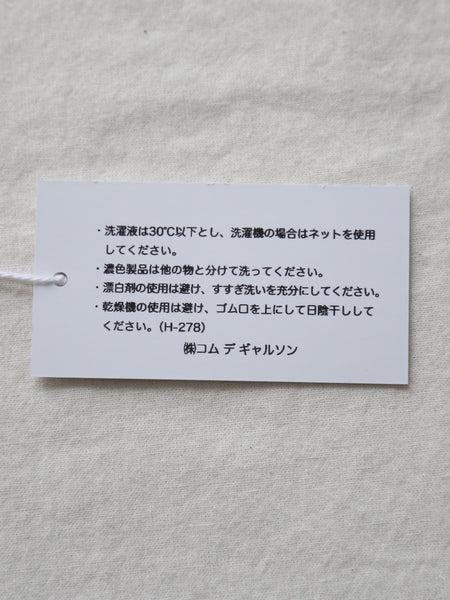 ・洗濯液は30℃以下とし、洗濯機の場合はネットを使用
してください。
・濃色製品は他の物と分けて洗ってください。
・漂白剤の使用は避け、すすぎ洗いを充分にしてください。
・乾燥機の使用は避け、ゴム口を上にして日陰干しして
ください。（H-278）
㈱コム デ ギャルソン